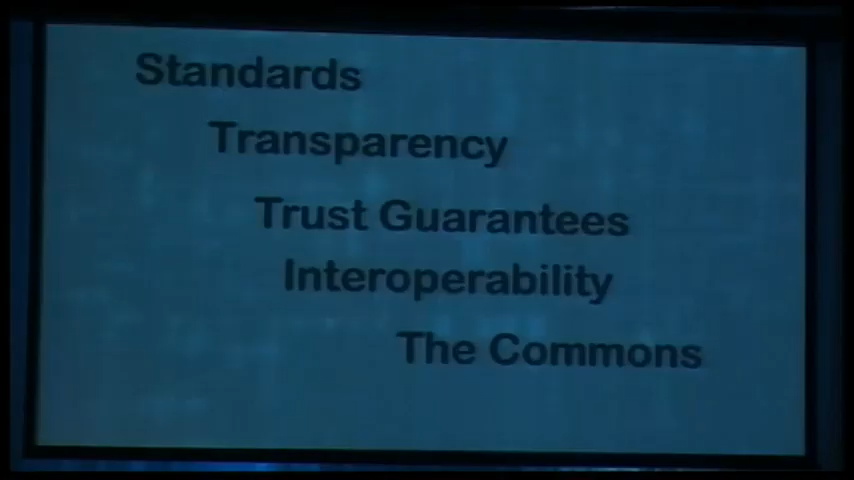 Standards
Transparency
Trust Guarantees
Interoperability
The Commons